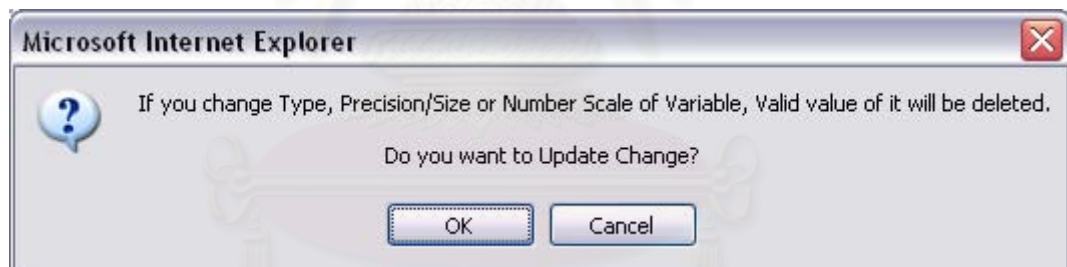 Microsoft Internet Explorer
If you change Type, Precision/Size or Number Scale of Variable, Valid value of it will be deleted.
Do you want to Update Change?
OK Cancel